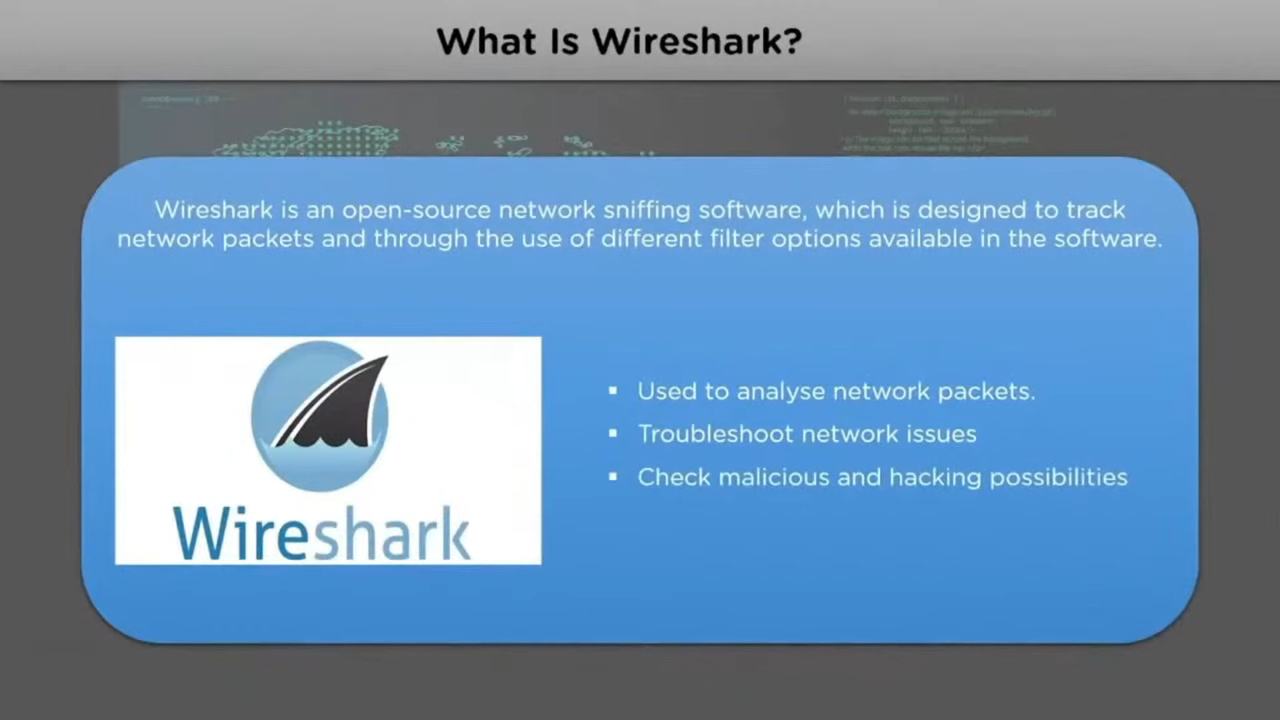 What Is Wireshark?
Wireshark is an open-source network sniffing software, which is designed to track
network packets and through the use of different filter options available in the software.
▪ Used to analyse network packets.
▪ Troubleshoot network issues
▪ Check malicious and hacking possibilities
Wireshark